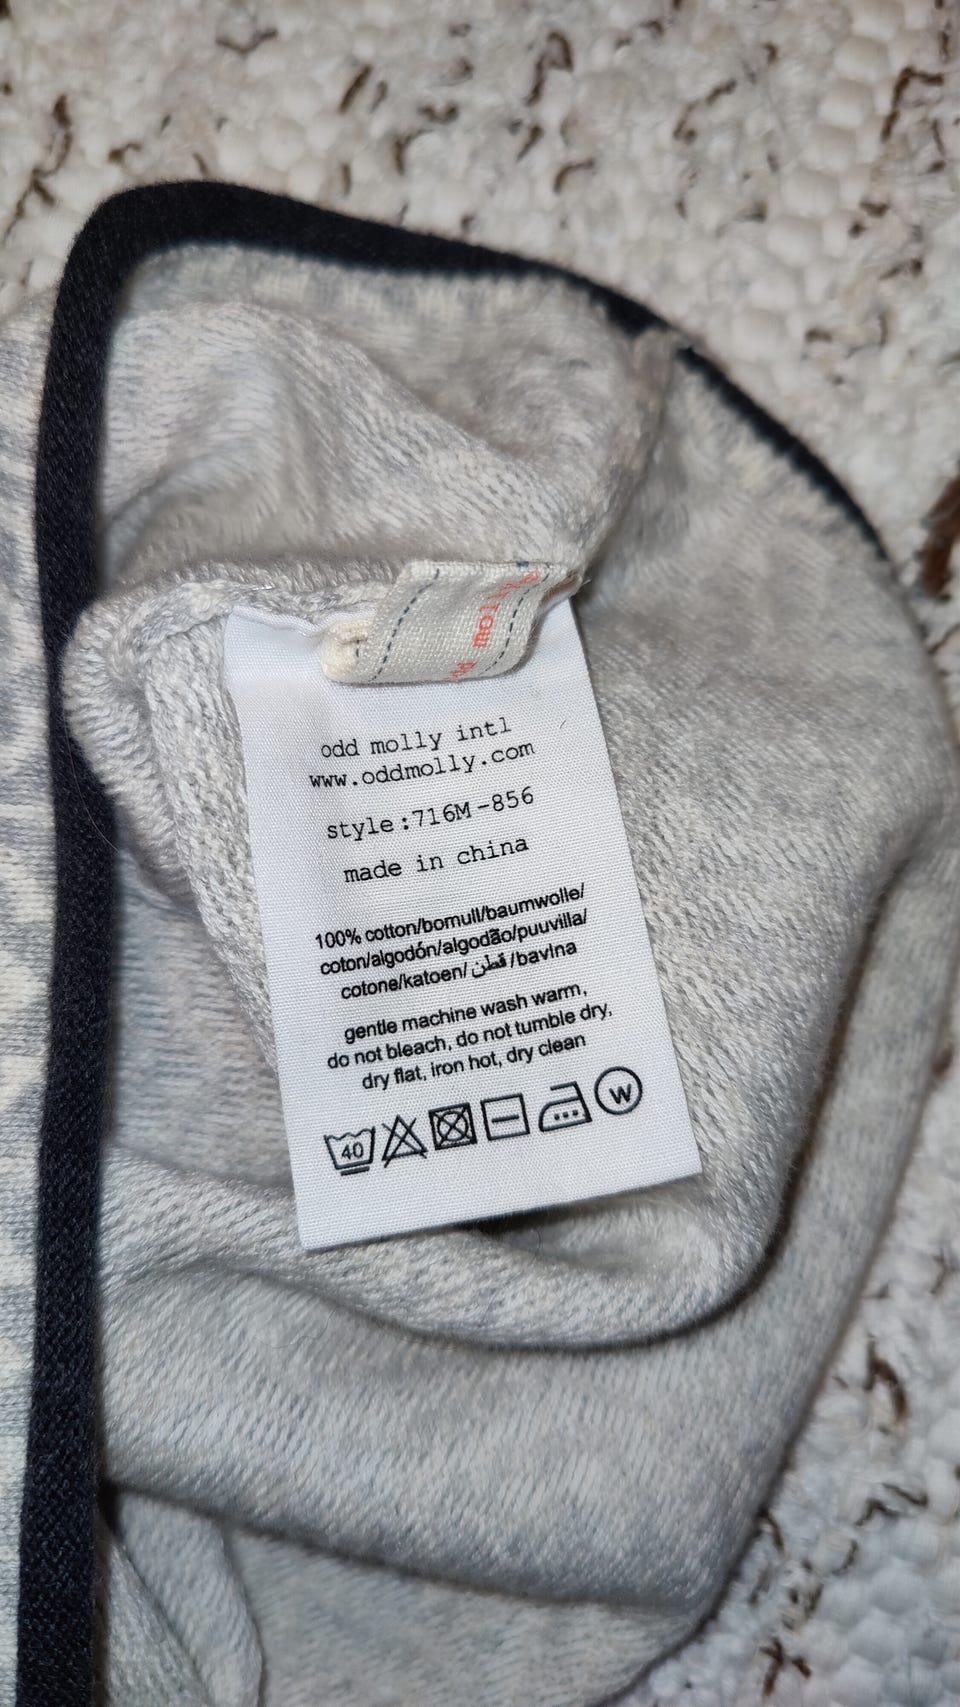 molly
odd molly intl
www.oddmolly.com
style:716M-856
made in china
100% cotton/bomull/baumwolle/
coton/algodón/algodão/puuvilla/
cotone/katoen/قطن/bavlna
gentle machine wash warm,
do not bleach, do not tumble dry,
dry flat, iron hot, dry clean
40
W